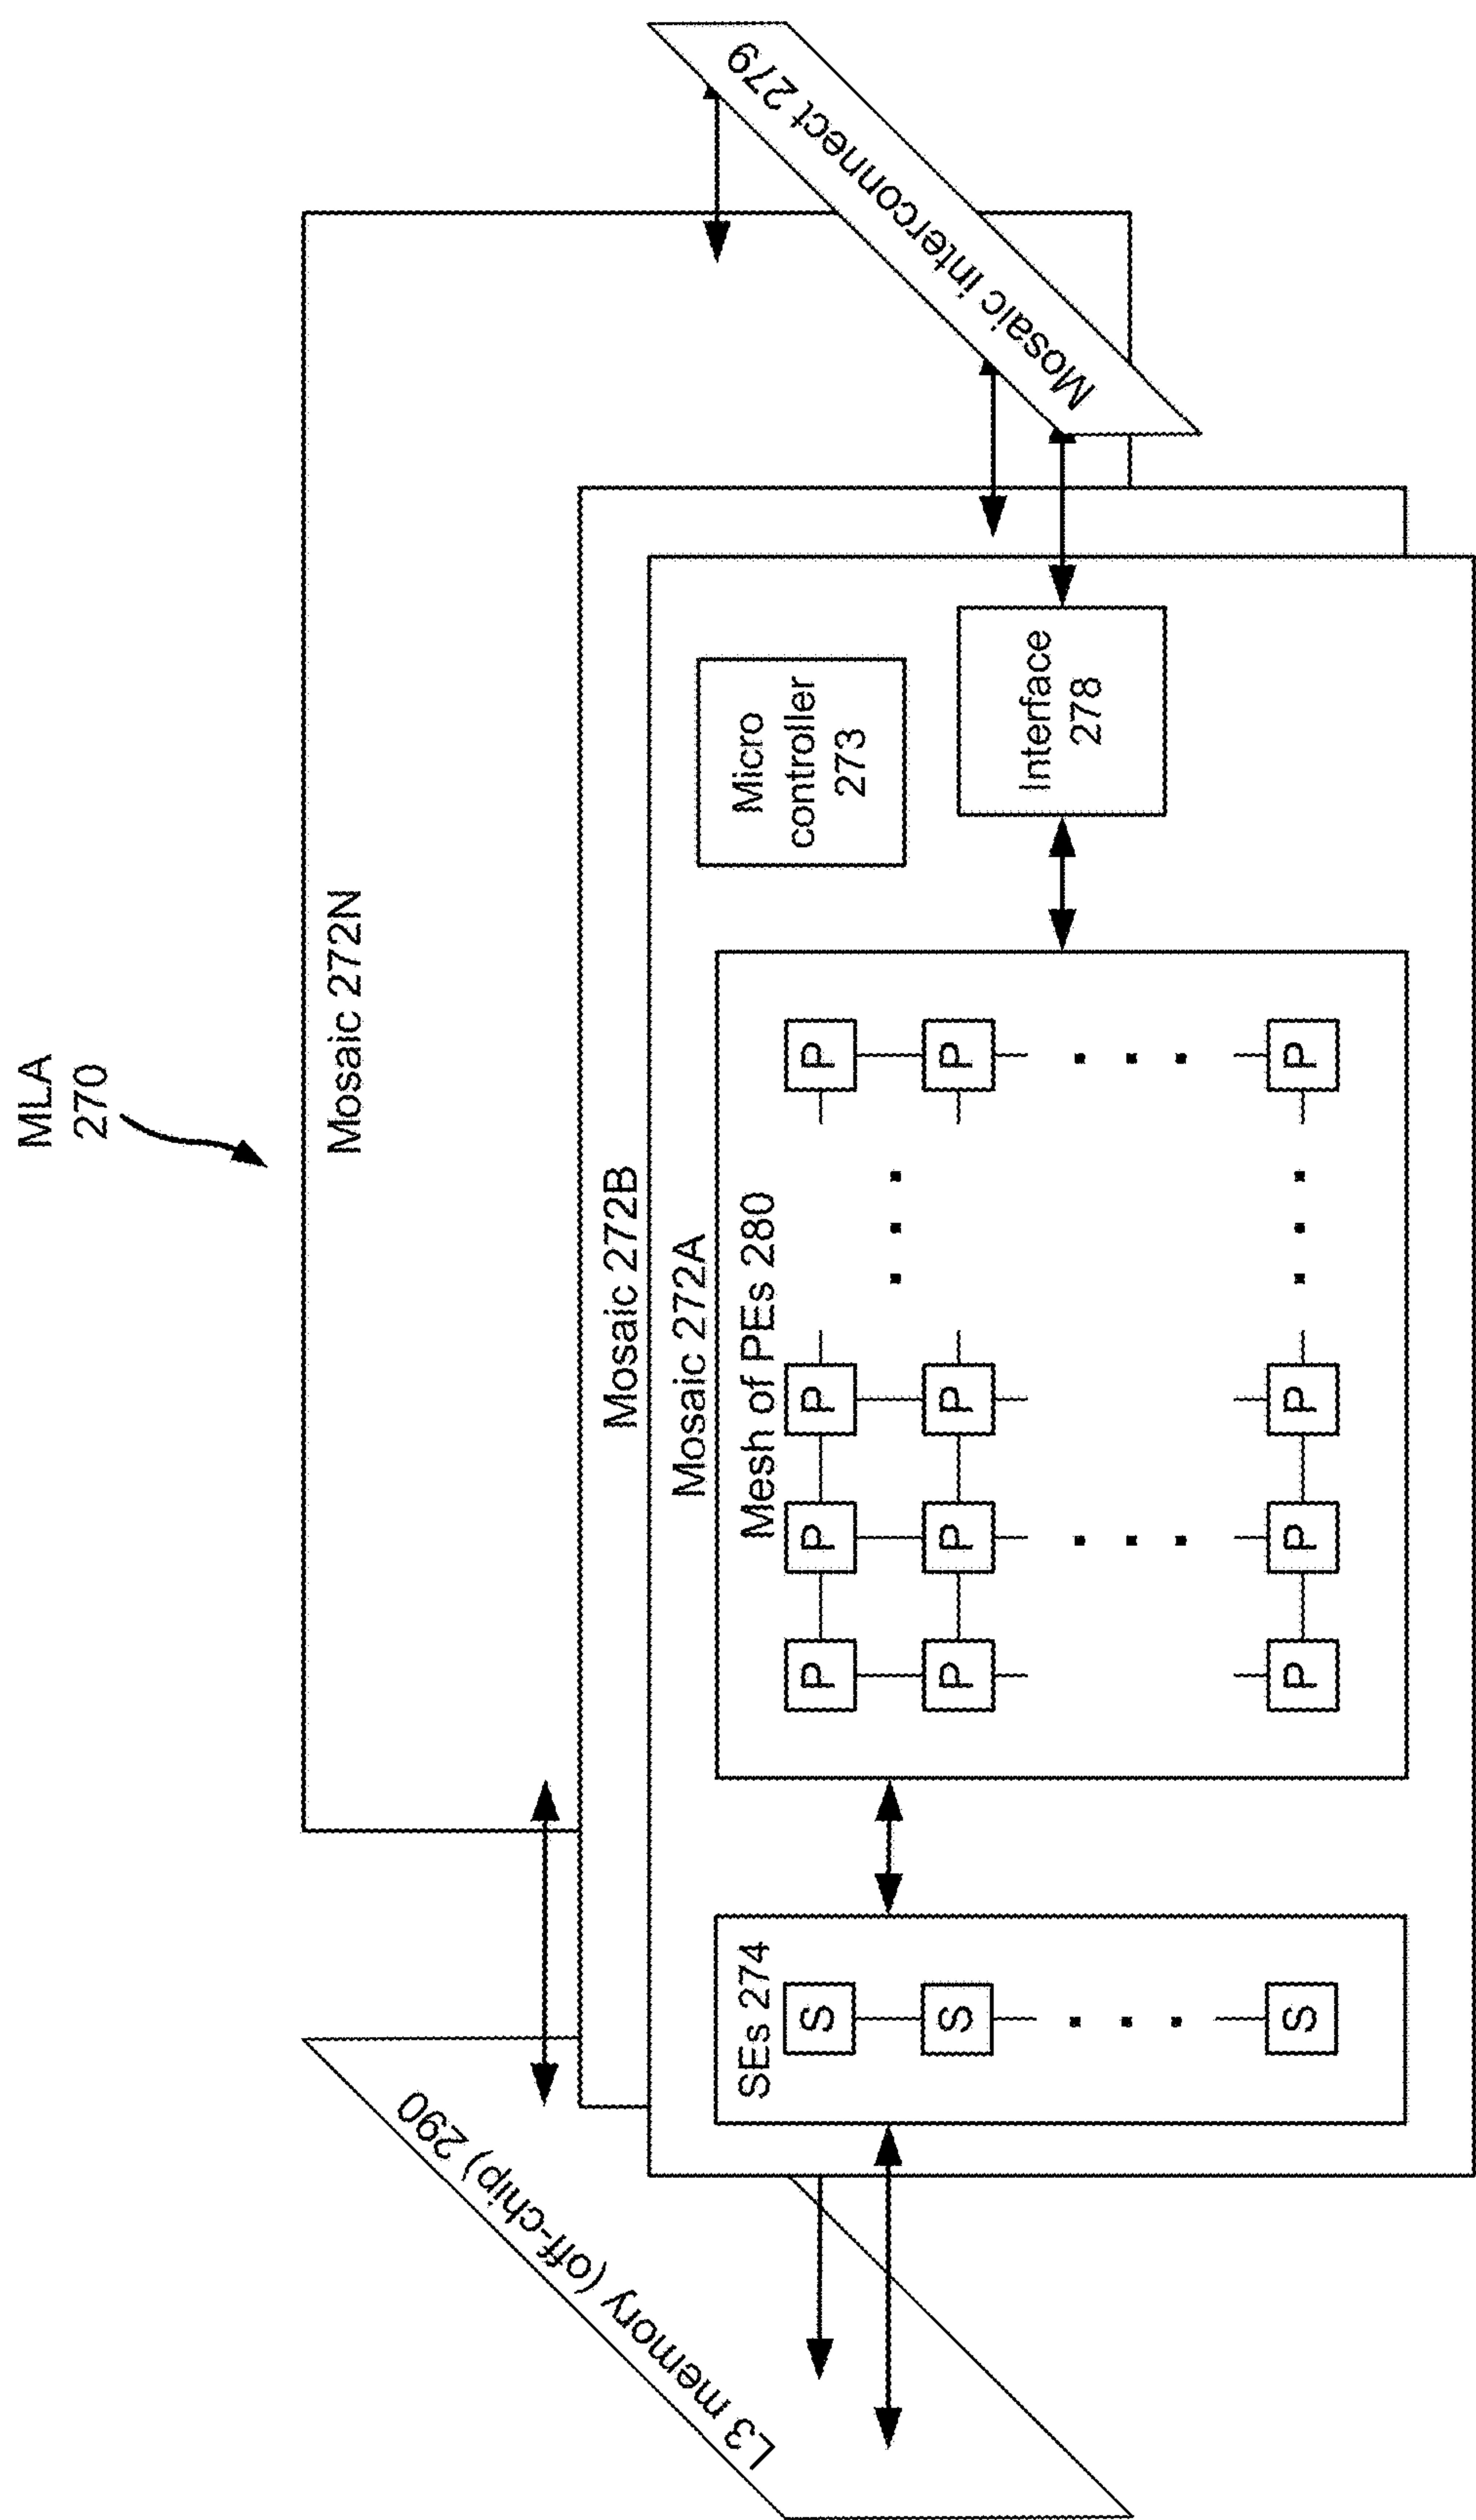 MLA
270
Mosaic 272N
Mosaic 272B
Mosaic 272A
Mesh of PEs 280
P P P P
P P P P
P P P P
SEs 274
S
S
S
Micro
controller
273
Interface
278
Mosaic interconnect 279
L3 memory (off-chip) 290